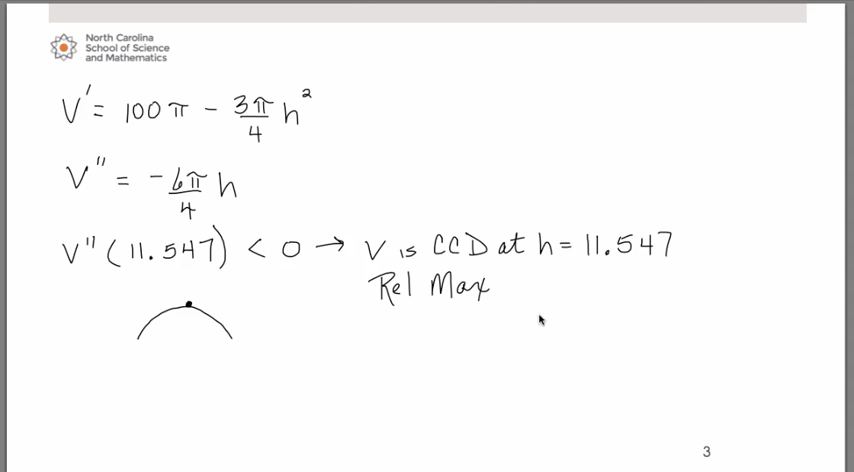 North Carolina
School of Science
and Mathematics
V' = 100π - 3π/4 h²
V'' = -6π/4 h
V''(11.547) < 0 → V is CCD at h = 11.547
Rel Max
3